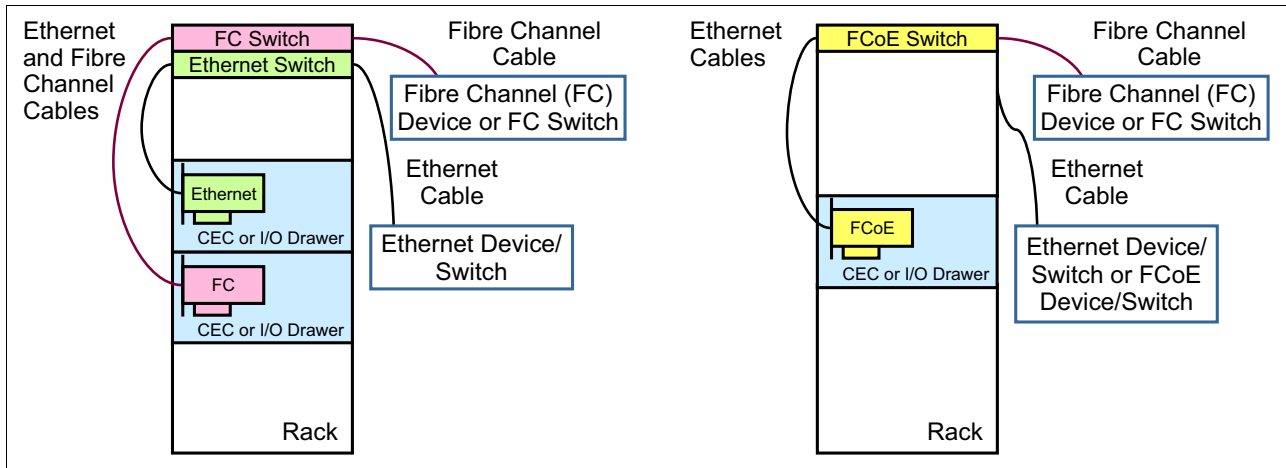 Ethernet
and Fibre
Channel
Cables
FC Switch
Ethernet Switch
Fibre Channel
Cable
Fibre Channel (FC)
Device or FC Switch
Ethernet
Cable
Ethernet Device/
Switch
Ethernet
CEC or I/O Drawer
FC
CEC or I/O Drawer
Rack
Ethernet
Cables
FCoE Switch
Fibre Channel
Cable
Fibre Channel (FC)
Device or FC Switch
Ethernet
Cable
FCoE
CEC or I/O Drawer
Ethernet Device/
Switch or FCoE
Device/Switch
Rack